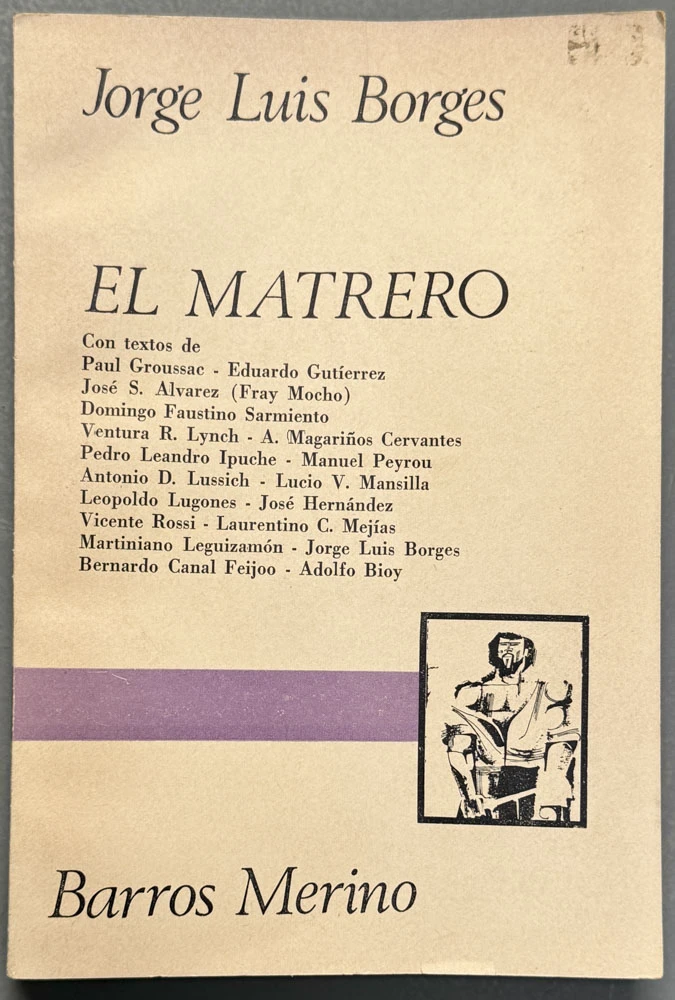 Jorge Luis Borges
EL MATRERO
Con textos de
Paul Groussac - Eduardo Gutíerrez
José S. Alvarez (Fray Mocho)
Domingo Faustino Sarmiento
Ventura R. Lynch - A. Magariños Cervantes
Pedro Leandro Ipuche - Manuel Peyrou
Antonio D. Lussich - Lucio V. Mansilla
Leopoldo Lugones - José Hernández
Vicente Rossi - Laurentino C. Mejías
Martiniano Leguizamón - Jorge Luis Borges
Bernardo Canal Feijoo - Adolfo Bioy
Barros Merino